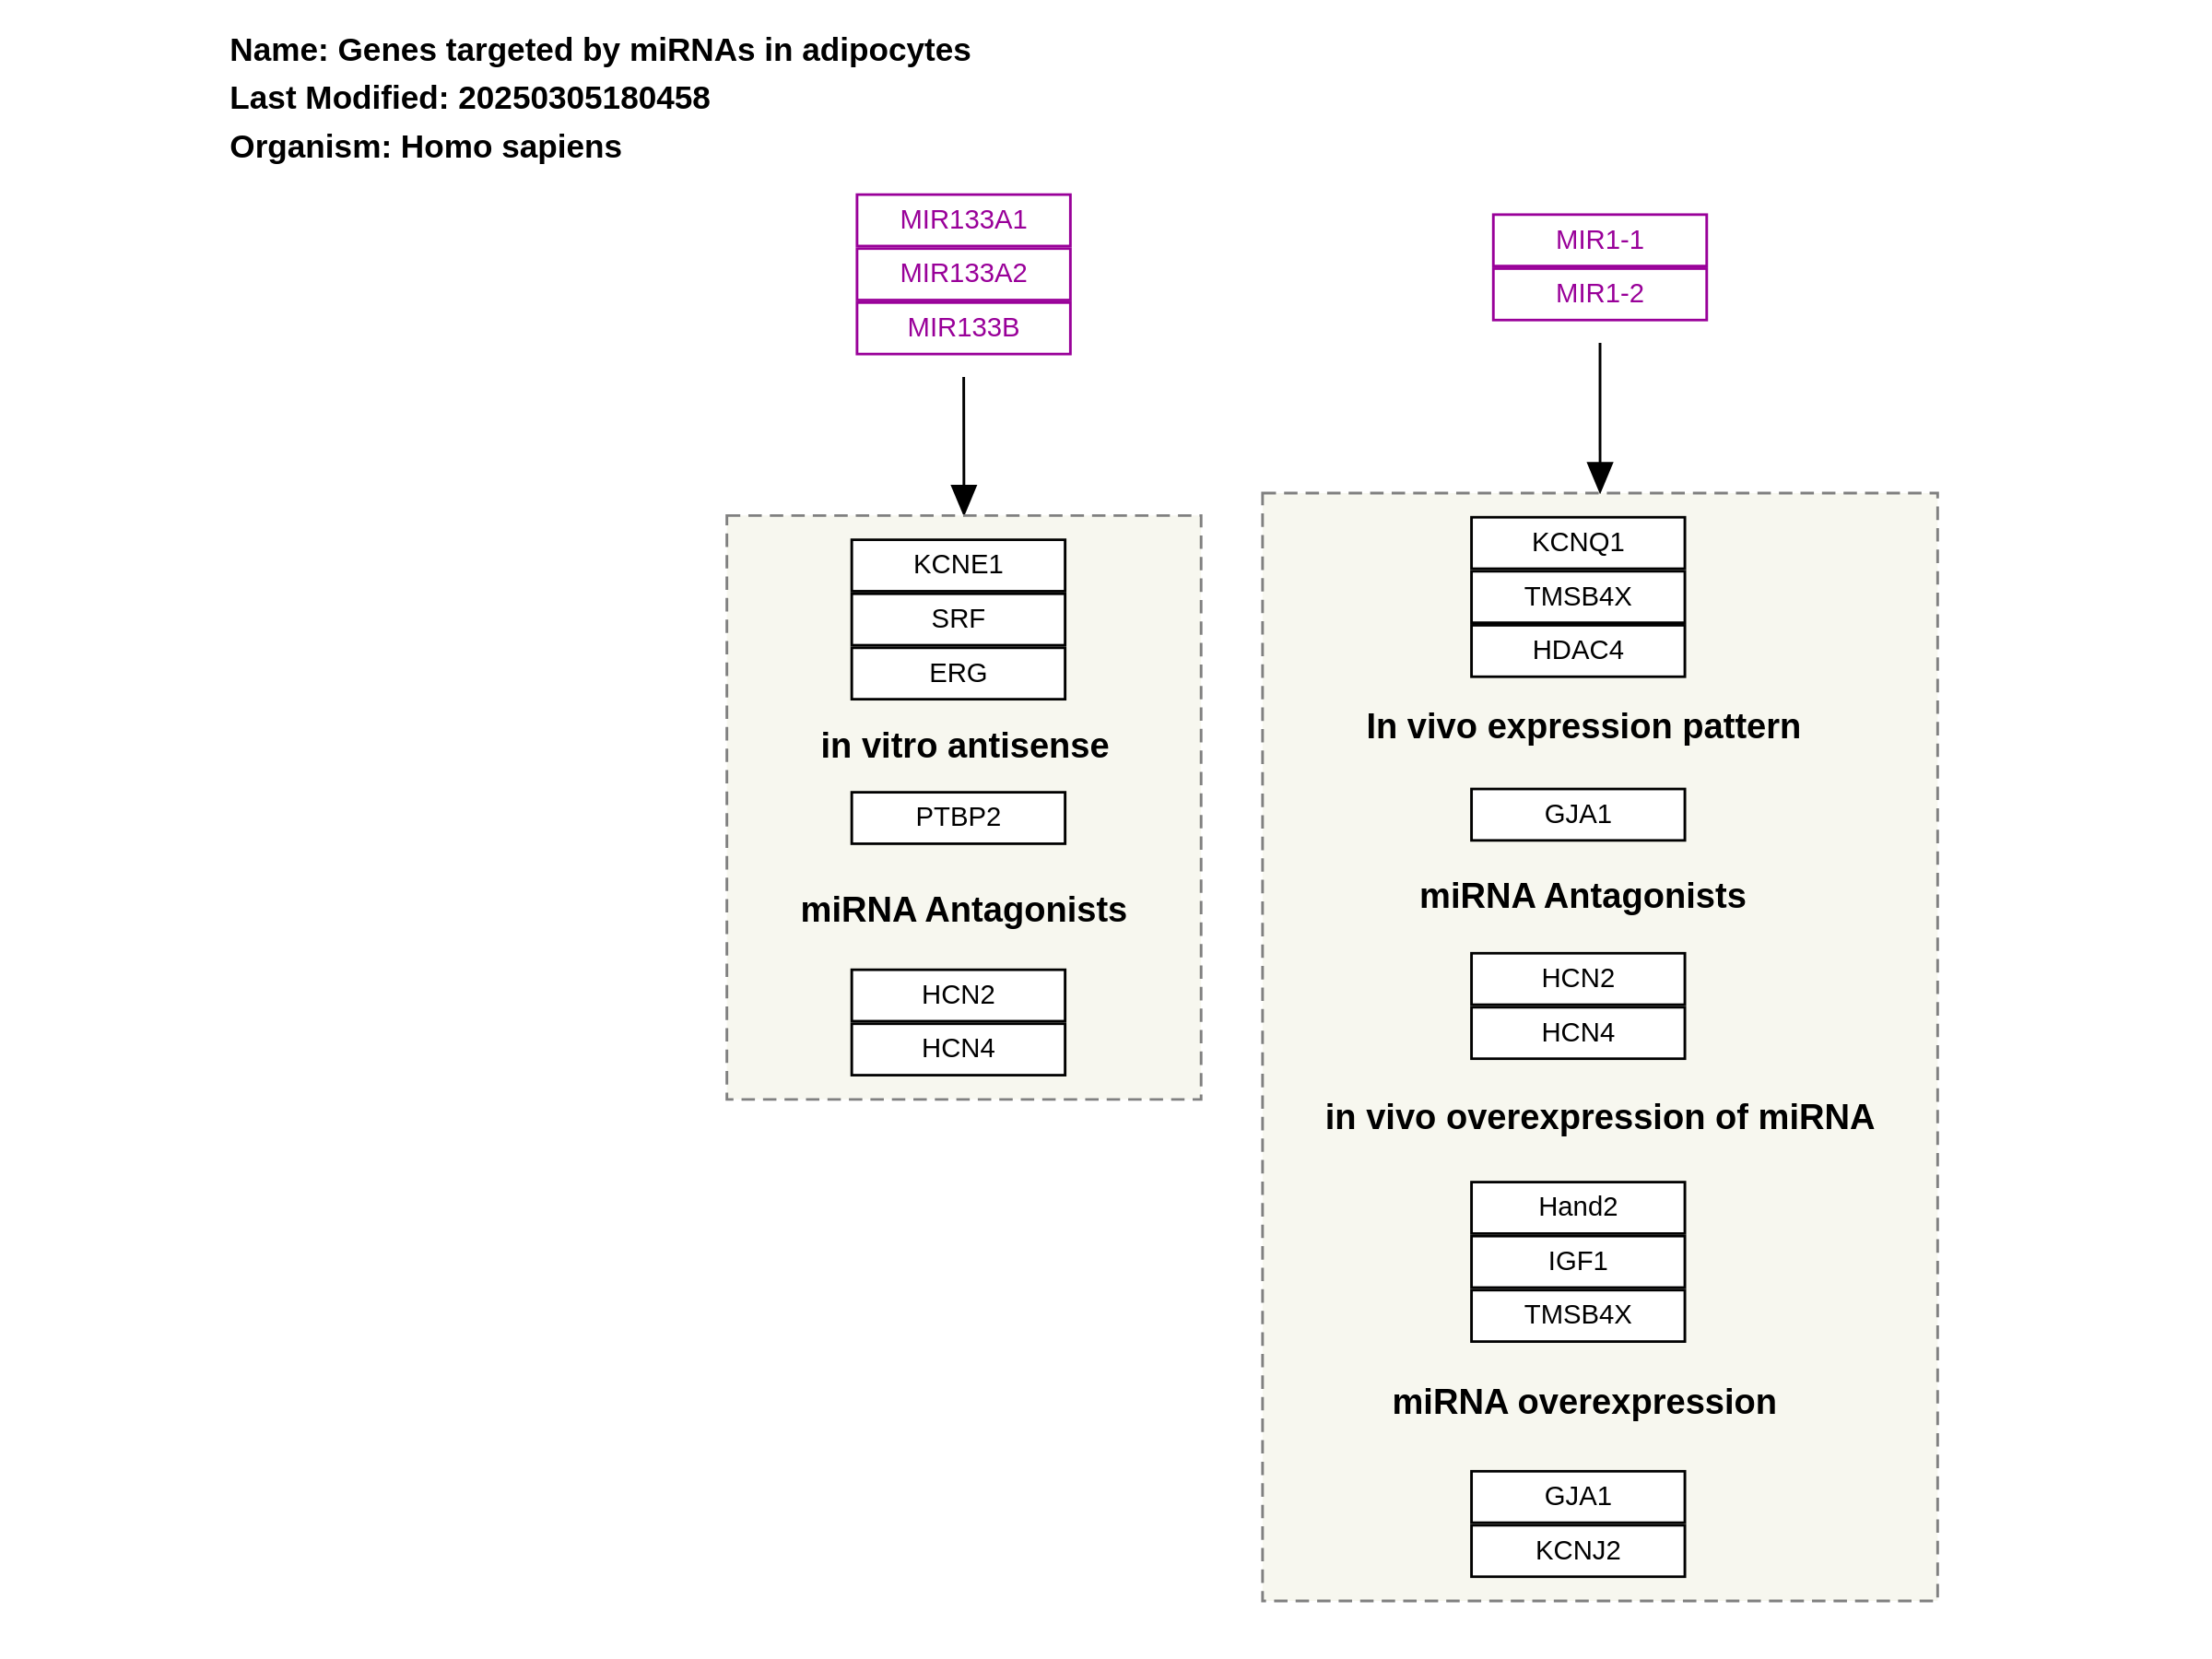 Name: Genes targeted by miRNAs in adipocytes
Last Modified: 20250305180458
Organism: Homo sapiens
MIR133A1
MIR133A2
MIR133B
KCNE1
SRF
ERG
in vitro antisense
PTBP2
miRNA Antagonists
HCN2
HCN4
MIR1-1
MIR1-2
KCNQ1
TMSB4X
HDAC4
In vivo expression pattern
GJA1
miRNA Antagonists
HCN2
HCN4
in vivo overexpression of miRNA
Hand2
IGF1
TMSB4X
miRNA overexpression
GJA1
KCNJ2